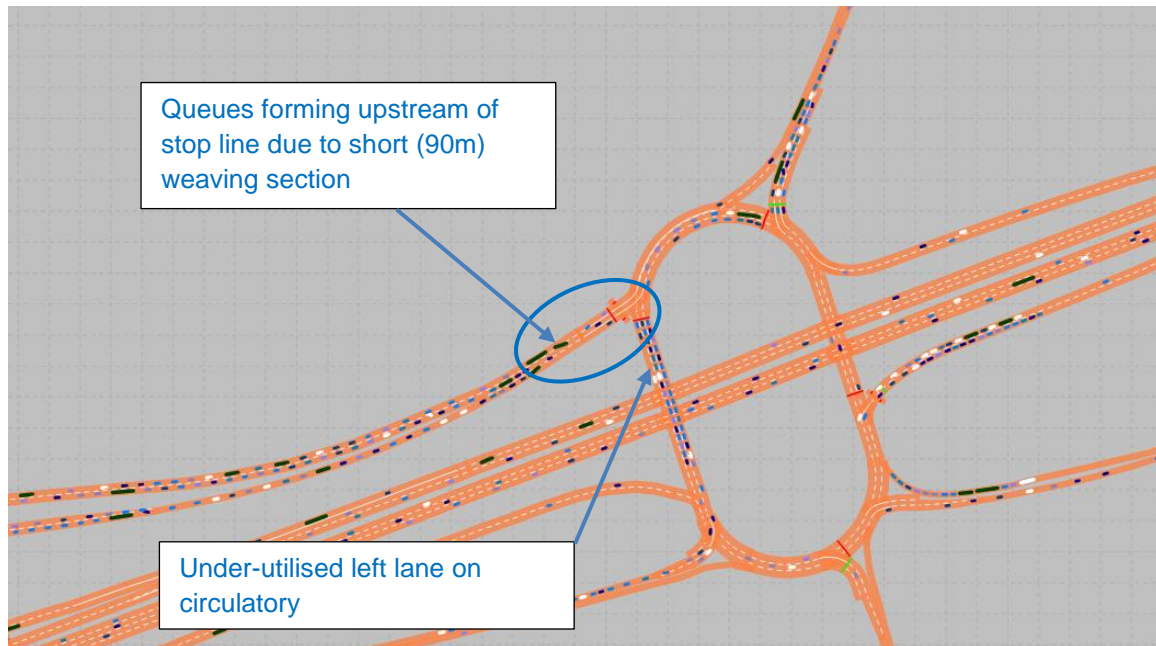 Queues forming upstream of
stop line due to short (90m)
weaving section
Under-utilised left lane on
circulatory